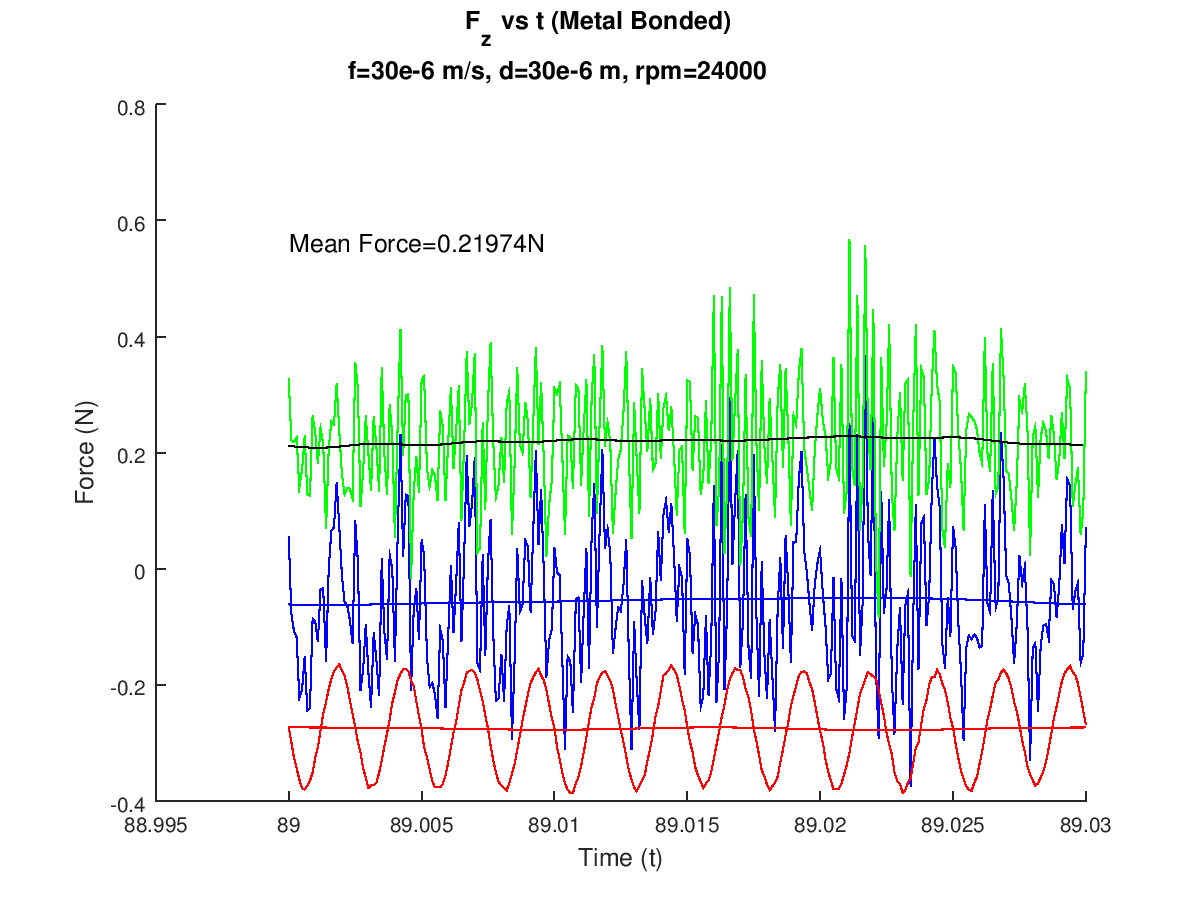 F_z vs t (Metal Bonded)
f=30e-6 m/s, d=30e-6 m, rpm=24000
0.8
0.6
0.4
0.2
0
-0.2
-0.4
Force (N)
Mean Force=0.21974N
88.995 89 89.005 89.01 89.015 89.02 89.025 89.03
Time (t)